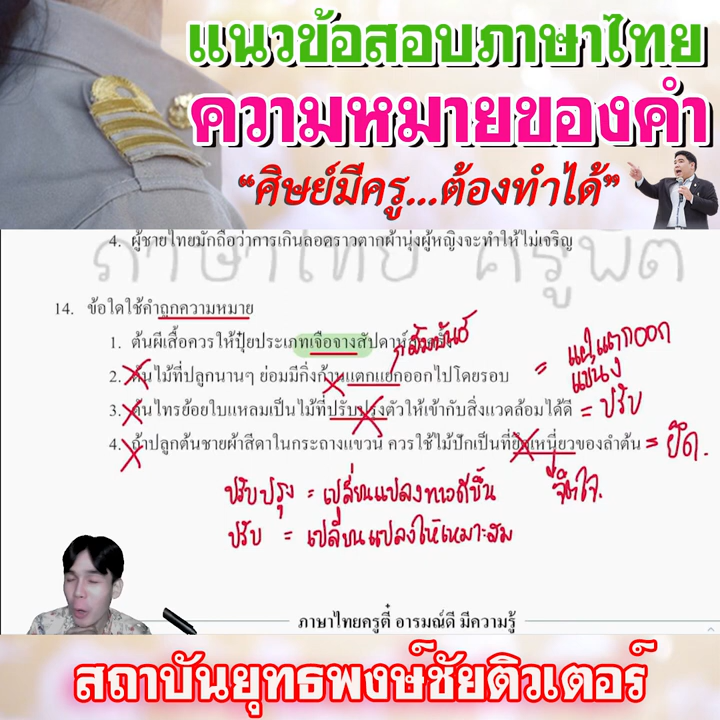 แนวข้อสอบภาษาไทย
ความหมายของคำ
“ศิษย์มีครู...ต้องทำได้”
4. ผู้ชายไทยมักถือว่าการเกินลอดราวตากผ้านุ่งผู้หญิงจะทำให้ไม่เจริญ
ภาษาไทย ครูพต
14. ข้อใดใช้คำถูกความหมาย
1. ต้นผีเสื้อควรให้ปุ๋ยประเภทเจือจางสัปดาห์
สัมพันธ์
2. ต้นไม้ที่ปลูกนานๆ ย่อมมีกิ่งก้านแตกแยกออกไปโดยรอบ
= แผ่ แตกออก
แขนง
3. ต้นไทรย้อยใบแหลมเป็นไม้ที่ปรับปรุงตัวให้เข้ากับสิ่งแวดล้อมได้ดี = ปรับ
4. ถ้าปลูกต้นชายผ้าสีดาในกระถางแขวน ควรใช้ไม้ปักเป็นที่ยึดเหนี่ยวของลำต้น = ยึด.
จิตใจ.
ปรับปรุง = เปลี่ยนแปลงทางดีขึ้น
ปรับ = เปลี่ยนแปลงให้เหมาะสม
ภาษาไทยครูตี่ อารมณ์ดี มีความรู้
สถาบันยุทธพงษ์ชัยติวเตอร์